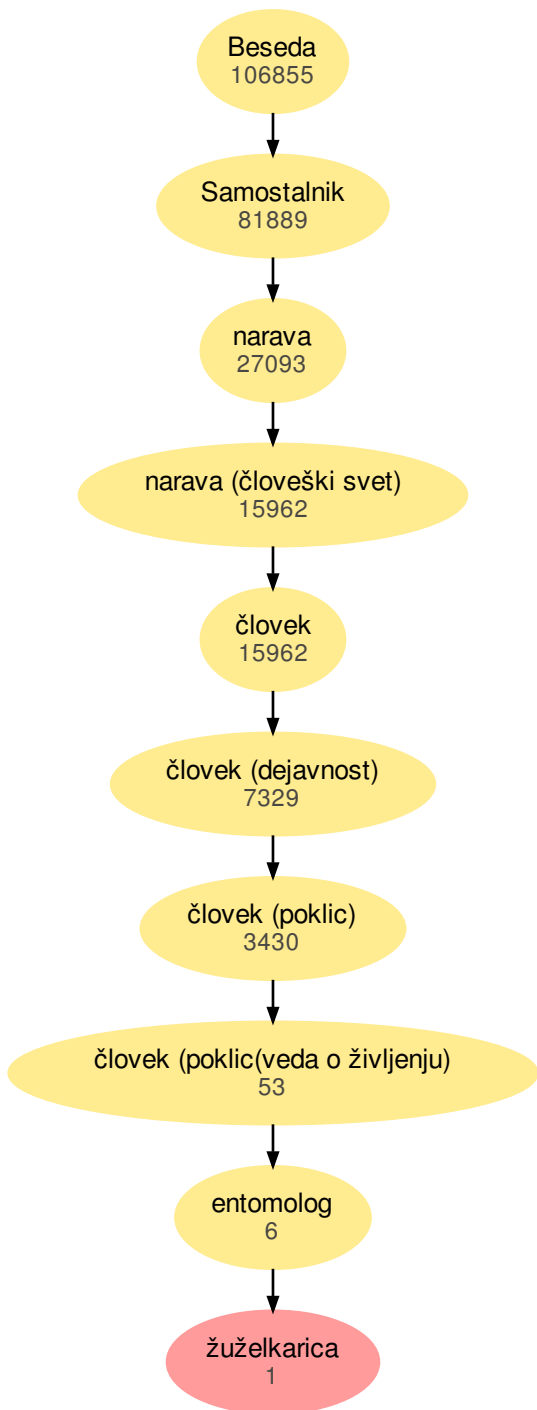 Beseda
106855
Samostalnik
81889
narava
27093
narava (človeški svet)
15962
človek
15962
človek (dejavnost)
7329
človek (poklic)
3430
človek (poklic(veda o življenju)
53
entomolog
6
žuželkarica
1